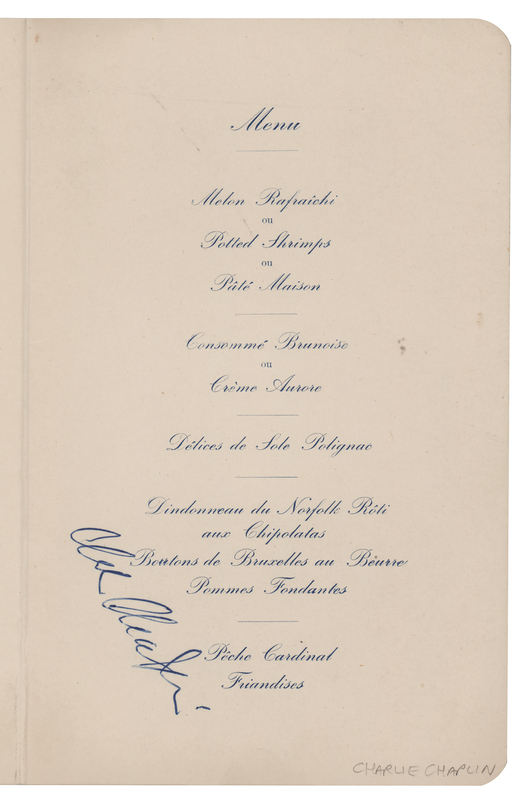 Menu
Melon Rafraîchi
ou
Potted Shrimps
ou
Pâté Maison
Consommé Brunoise
ou
Crème Aurore
Délices de Sole Polignac
Dindonneau du Norfolk Rôti
aux Chipolatas
Boutons de Bruxelles au Bëurre
Pommes Fondantes
Pêche Cardinal
Friandises
CHARLIE CHAPLIN